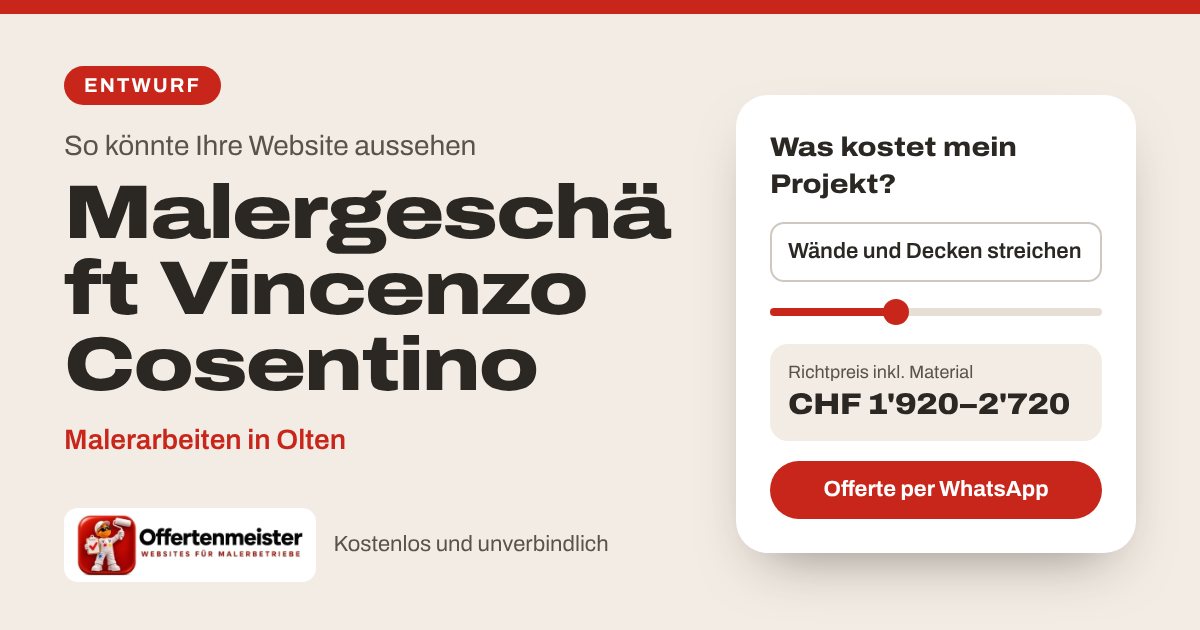 ENTWURF
So könnte Ihre Website aussehen
Malergeschä
ft Vincenzo
Cosentino
Malerarbeiten in Olten
Offertenmeister
WEBSITES FÜR MALERBETRIEBE
Kostenlos und unverbindlich
Was kostet mein
Projekt?
Wände und Decken streichen
Richtpreis inkl. Material
CHF 1'920–2'720
Offerte per WhatsApp